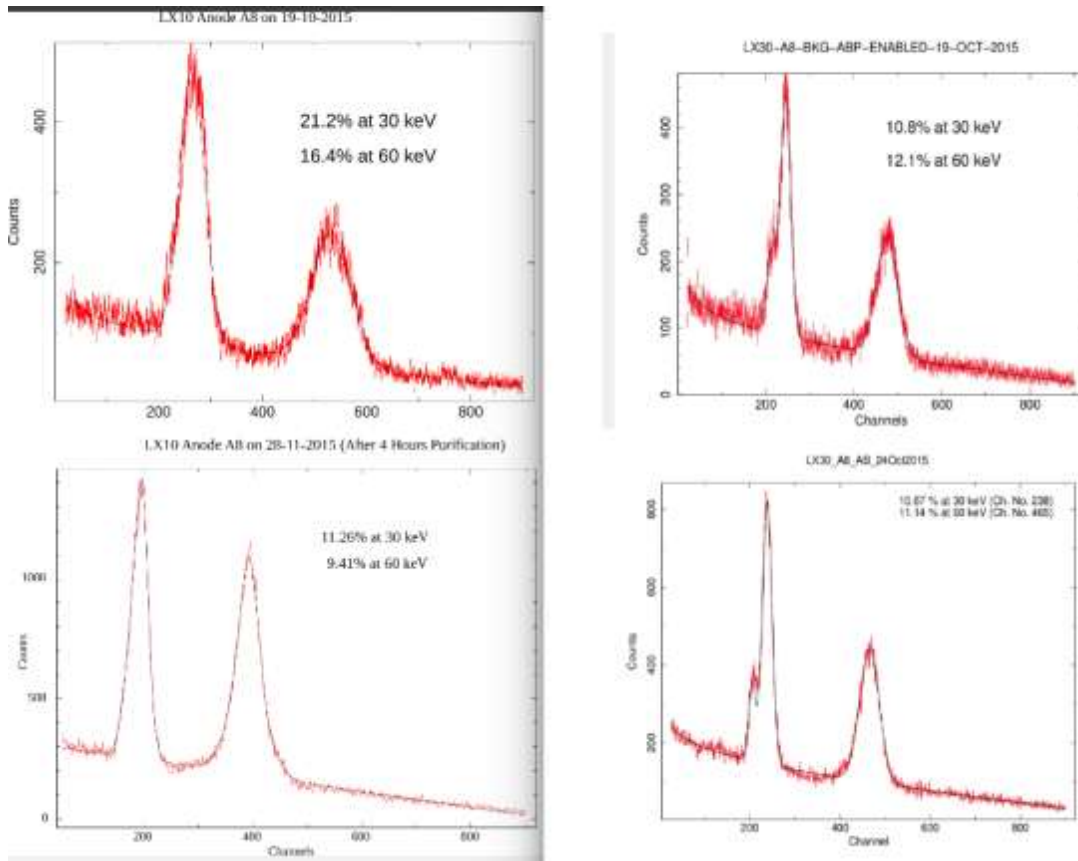 LX10 Anode A8 on 19-10-2015
21.2% at 30 keV
16.4% at 60 keV
Counts
400
200
200
400
600
800
LX30-A8-BKG-ABP-ENABLED-19-OCT-2015
10.8% at 30 keV
12.1% at 60 keV
Counts
400
300
200
100
0
200
400
600
800
Channels
LX10 Anode A8 on 28-11-2015 (After 4 Hours Purification)
11.26% at 30 keV
9.41% at 60 keV
Counts
1000
500
0
200
400
600
800
Channels
10.67 % at 30 keV (Ch. No. 238)
11.14 % at 60 keV (Ch. No. 465)
Counts
800
600
400
200
0
200
400
600
800
Channel